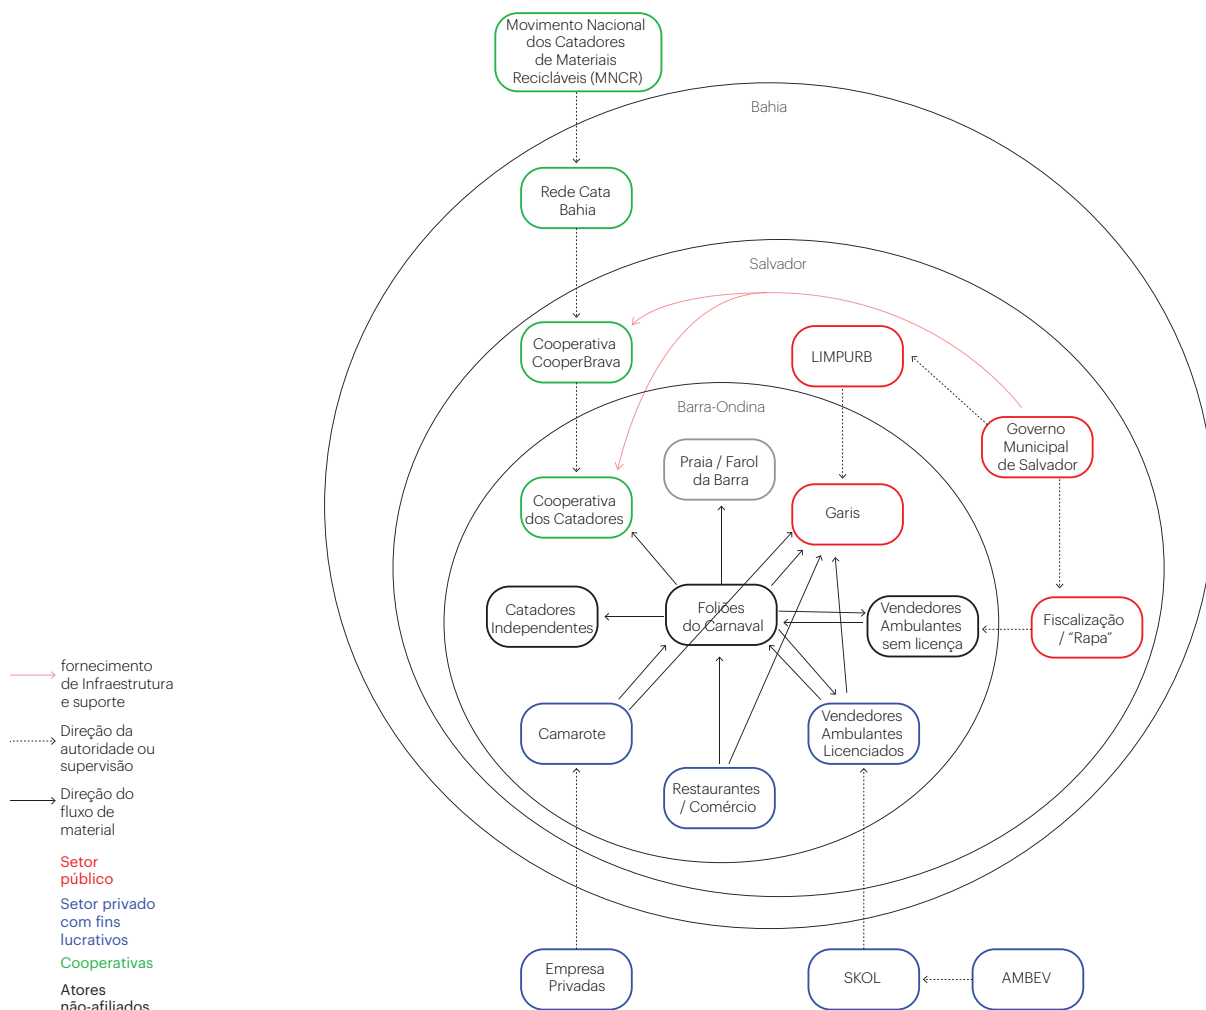 Movimento Nacional
dos Catadores
de Materiais
Recicláveis (MNCR)
Bahia
Rede Cata
Bahia
Salvador
Cooperativa
CooperBrava
LIMPURB
Barra-Ondina
Governo
Municipal
de Salvador
Praia / Farol
da Barra
Cooperativa
dos Catadores
Garis
Catadores
Independentes
Foliões
do Carnaval
Vendedores
Ambulantes
sem licença
Fiscalização
/ “Rapa”
Camarote
Vendedores
Ambulantes
Licenciados
Restaurantes
/ Comércio
Empresa
Privadas
SKOL
AMBEV
fornecimento
de Infraestrutura
e suporte
Direção da
autoridade ou
supervisão
Direção do
fluxo de
material
Setor
público
Setor privado
com fins
lucrativos
Cooperativas
Atores
não-afiliados